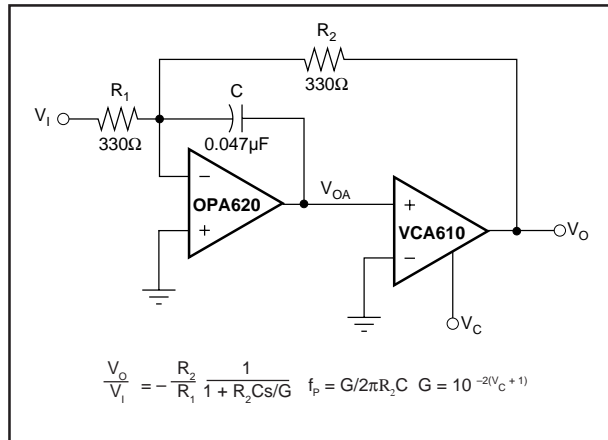 R2
330Ω
R1
C
VI
330Ω
0.047µF
–
OPA620
+
VOA
+
VCA610
–
VO
VC
VO/VI = – R2/R1 1/(1 + R2Cs/G) fP = G/2πR2C G = 10 –2(VC + 1)